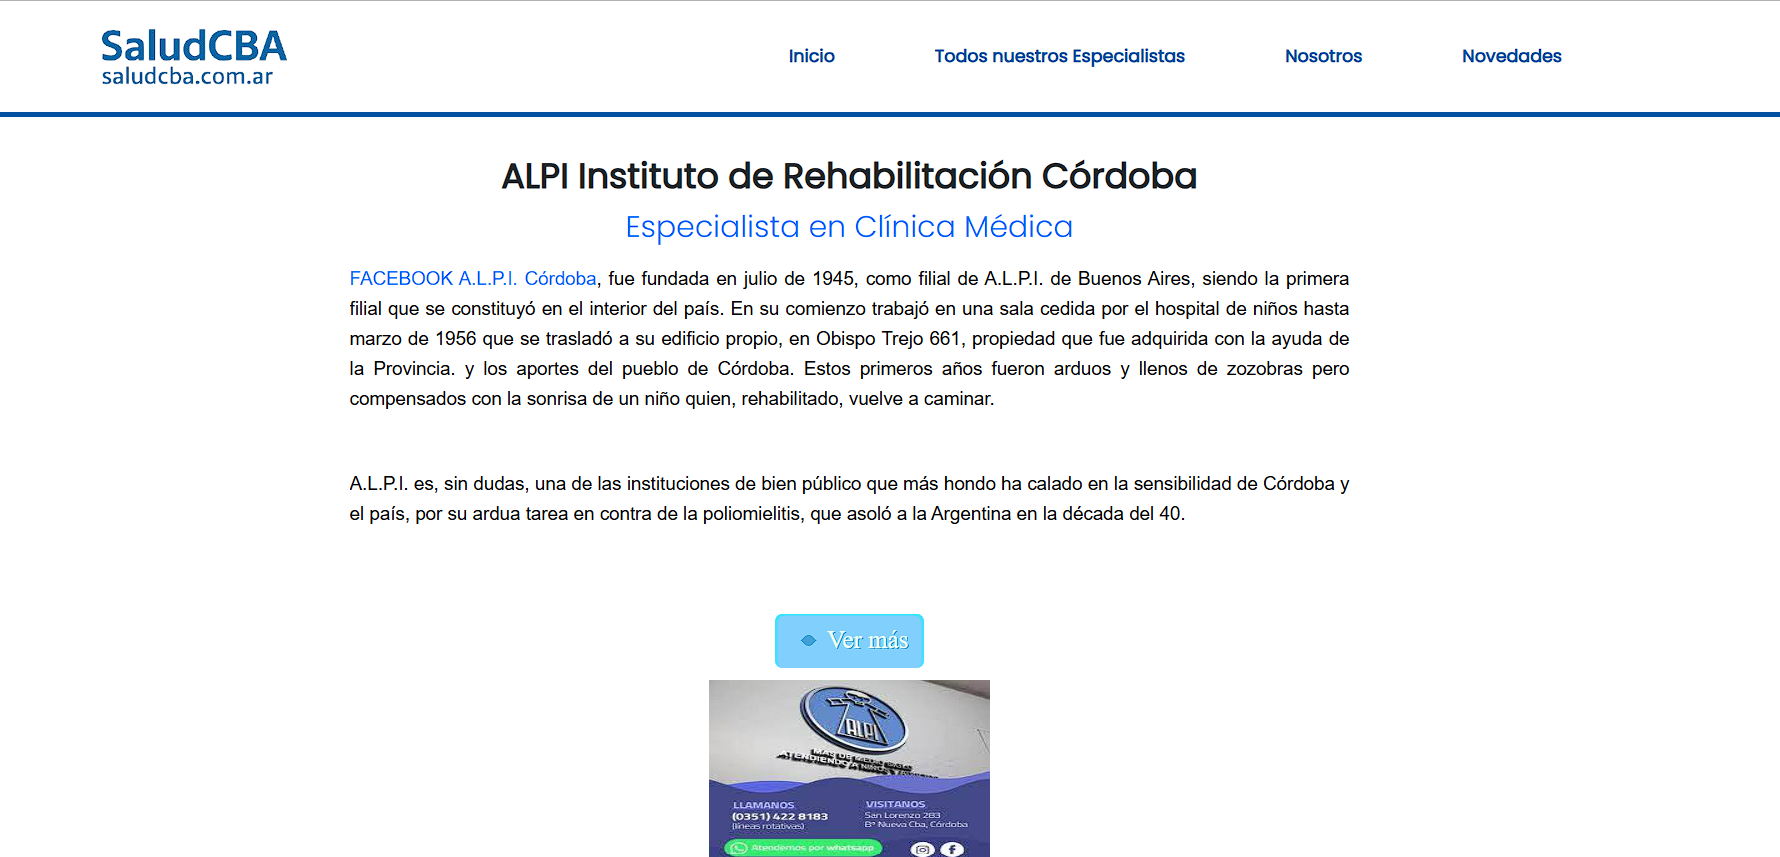 SaludCBA
saludcba.com.ar
Inicio
Todos nuestros Especialistas
Nosotros
Novedades
ALPI Instituto de Rehabilitación Córdoba
Especialista en Clínica Médica
FACEBOOK A.L.P.I. Córdoba, fue fundada en julio de 1945, como filial de A.L.P.I. de Buenos Aires, siendo la primera
filial que se constituyó en el interior del país. En su comienzo trabajó en una sala cedida por el hospital de niños hasta
marzo de 1956 que se trasladó a su edificio propio, en Obispo Trejo 661, propiedad que fue adquirida con la ayuda de
la Provincia. y los aportes del pueblo de Córdoba. Estos primeros años fueron arduos y llenos de zozobras pero
compensados con la sonrisa de un niño quien, rehabilitado, vuelve a caminar.
A.L.P.I. es, sin dudas, una de las instituciones de bien público que más hondo ha calado en la sensibilidad de Córdoba y
el país, por su ardua tarea en contra de la poliomielitis, que asoló a la Argentina en la década del 40.
Ver más
ALPI
MAS DE MEDIO SIGLO
ATENDIENDO A NIÑOS
LLAMANOS
(0351) 422 8183
(líneas rotativas)
VISITANOS
San Lorenzo 283
Bº Nueva Cba, Córdoba
Atendemos por whatsapp